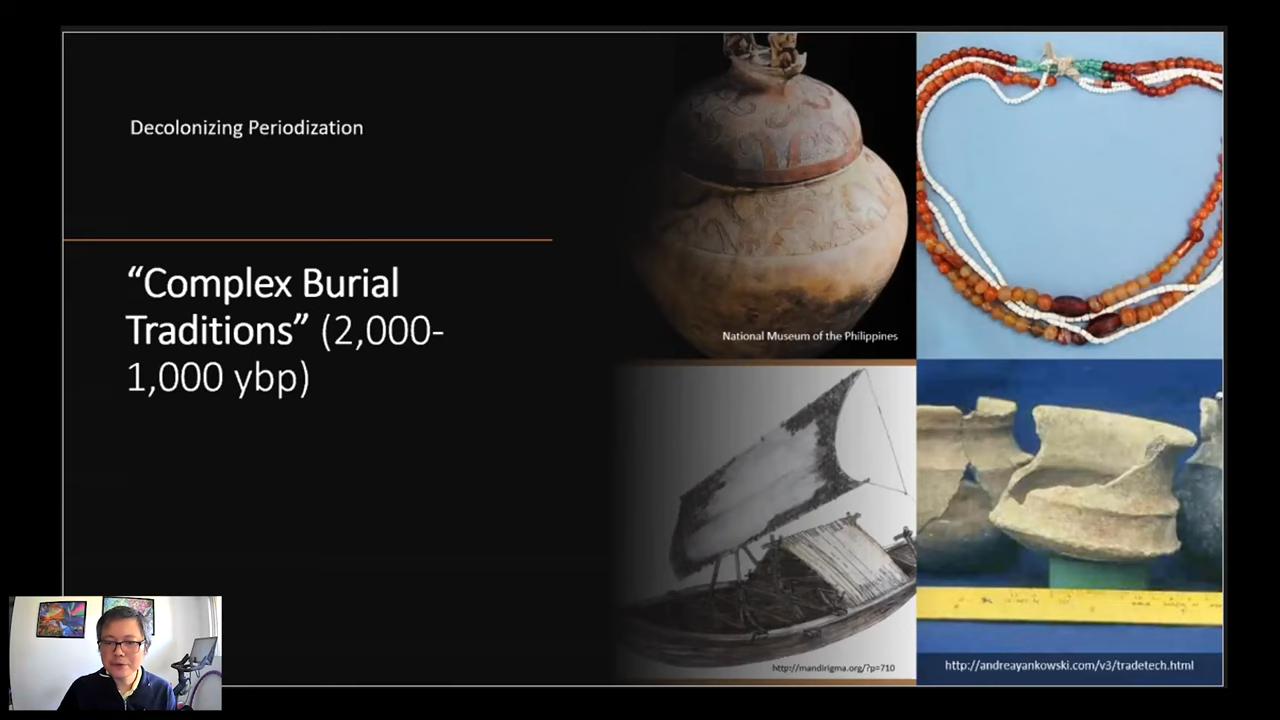 Decolonizing Periodization
“Complex Burial
Traditions” (2,000-
1,000 ybp)
National Museum of the Philippines
http://mandirigma.org/?p=710
http://andreayankowski.com/v3/tradetech.html